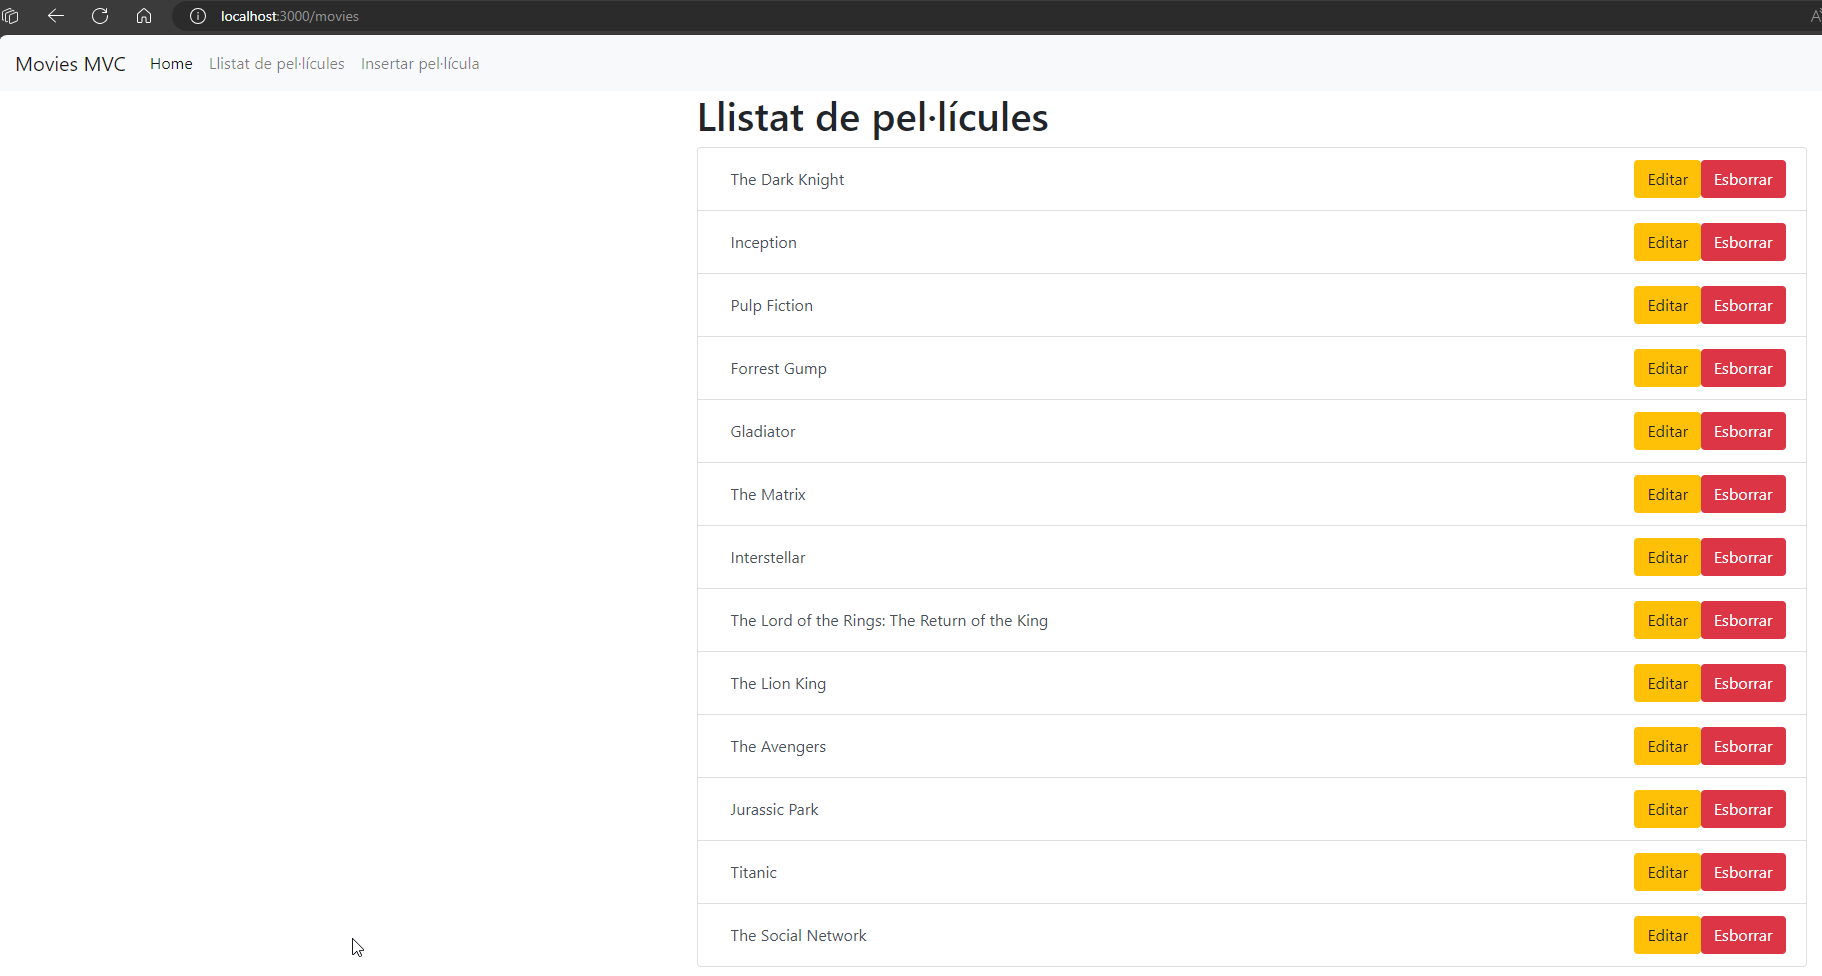 localhost:3000/movies
Movies MVC Home Llistat de pel·lícules Insertar pel·lícula
Llistat de pel·lícules
The Dark Knight Editar Esborrar
Inception Editar Esborrar
Pulp Fiction Editar Esborrar
Forrest Gump Editar Esborrar
Gladiator Editar Esborrar
The Matrix Editar Esborrar
Interstellar Editar Esborrar
The Lord of the Rings: The Return of the King Editar Esborrar
The Lion King Editar Esborrar
The Avengers Editar Esborrar
Jurassic Park Editar Esborrar
Titanic Editar Esborrar
The Social Network Editar Esborrar